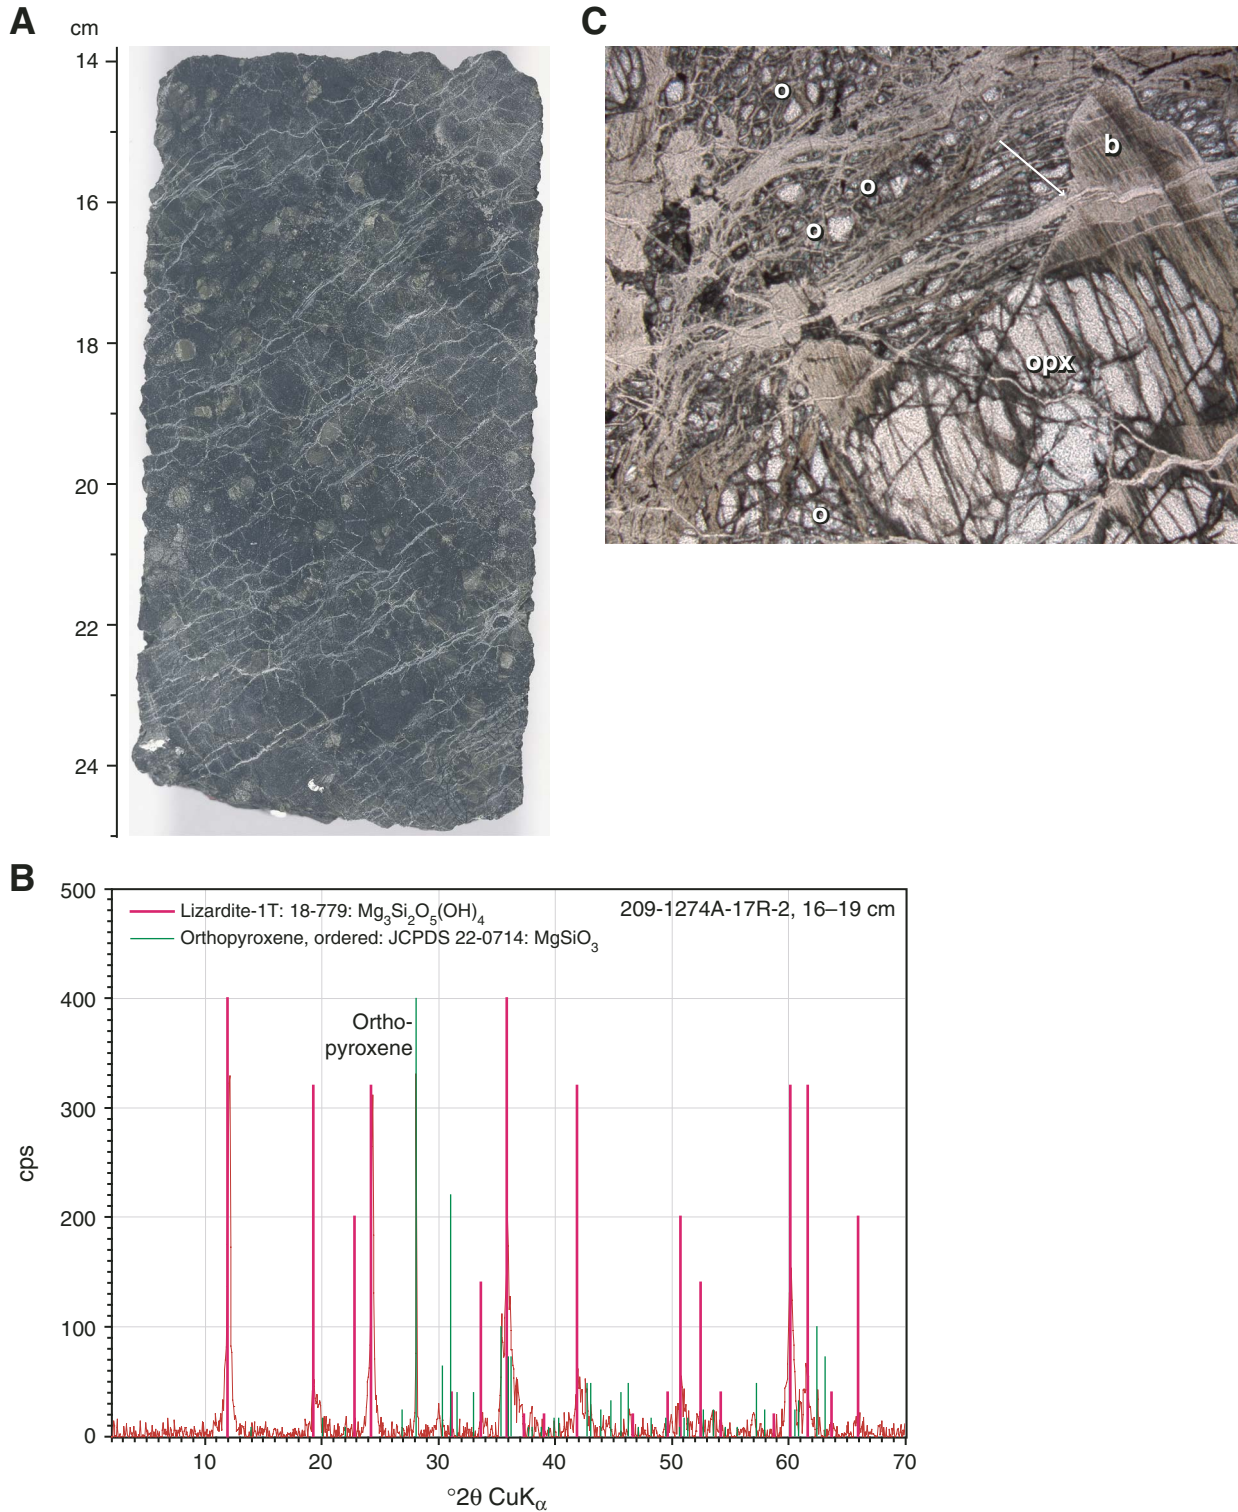 A
cm
14
16
18
20
22
24
C
o
b
o
o
opx
o
B
500
400
300
200
100
0
cps
Lizardite-1T: 18-779: Mg3Si2O5(OH)4
209-1274A-17R-2, 16–19 cm
Orthopyroxene, ordered: JCPDS 22-0714: MgSiO3
Ortho-
pyroxene
10
20
30
40
50
60
70
°2θ CuKα